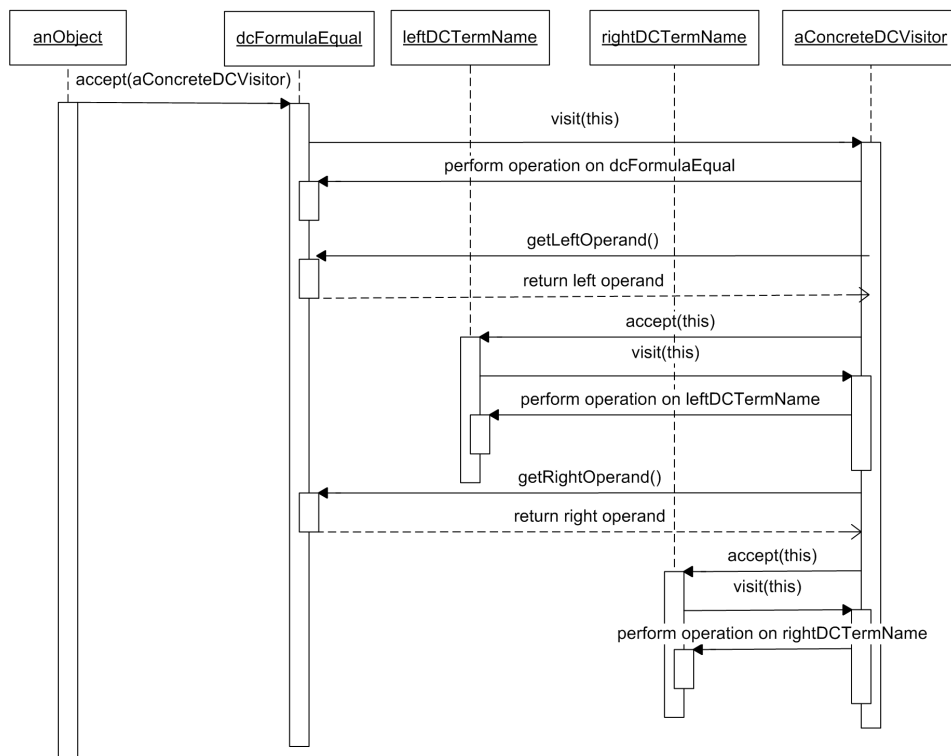 anObject
dcFormulaEqual
leftDCTermName
rightDCTermName
aConcreteDCVisitor
accept(aConcreteDCVisitor)
visit(this)
perform operation on dcFormulaEqual
getLeftOperand()
return left operand
accept(this)
visit(this)
perform operation on leftDCTermName
getRightOperand()
return right operand
accept(this)
visit(this)
perform operation on rightDCTermName